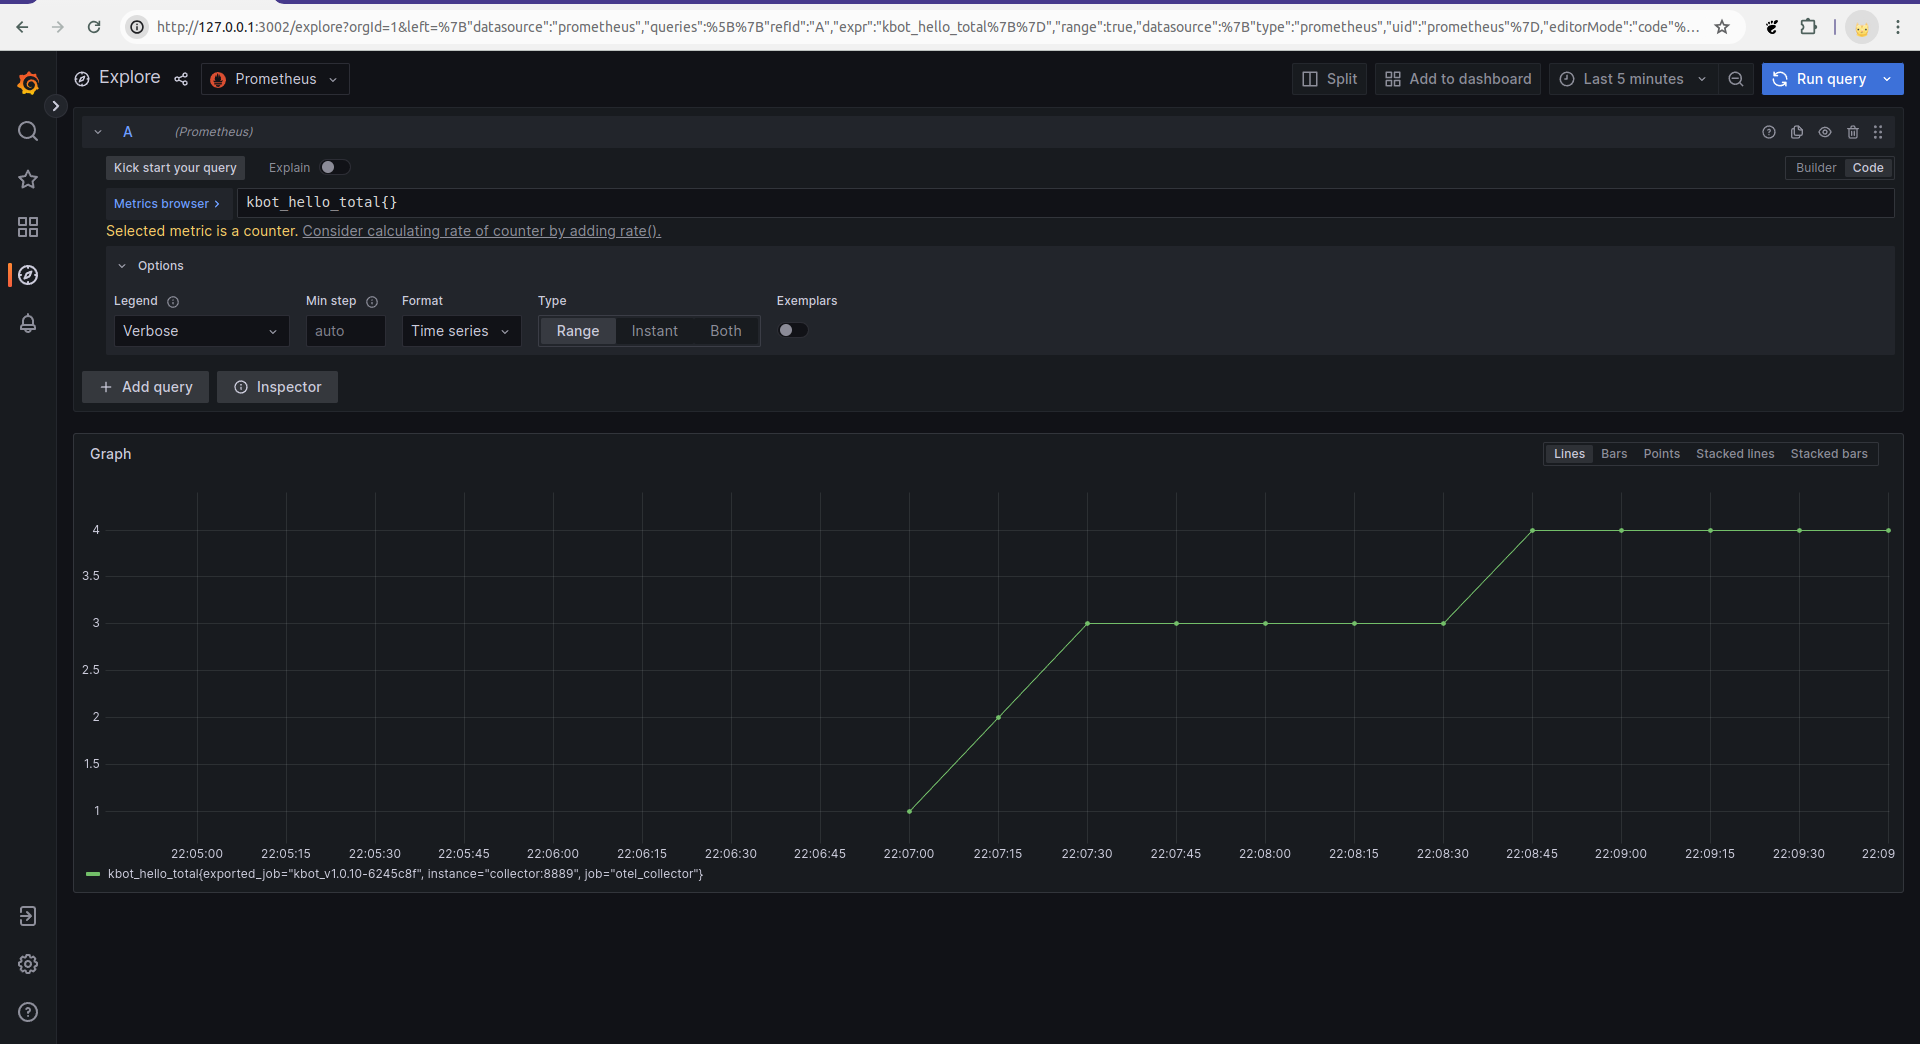 http://127.0.0.1:3002/explore?orgId=1&left=%7B"datasource":"prometheus","queries":%5B%7B"refId":"A","expr":"kbot_hello_total%7B%7D","range":true,"datasource":%7B"type":"prometheus","uid":"prometheus"%7D,"editorMode":"code"%...
Explore Prometheus Split Add to dashboard Last 5 minutes Run query
A (Prometheus)
Kick start your query Explain Builder Code
Metrics browser > kbot_hello_total{}
Selected metric is a counter. Consider calculating rate of counter by adding rate().
Options
Legend Min step Format Type Exemplars
Verbose auto Time series Range Instant Both
+ Add query Inspector
Graph Lines Bars Points Stacked lines Stacked bars
4
3.5
3
2.5
2
1.5
1
22:05:00 22:05:15 22:05:30 22:05:45 22:06:00 22:06:15 22:06:30 22:06:45 22:07:00 22:07:15 22:07:30 22:07:45 22:08:00 22:08:15 22:08:30 22:08:45 22:09:00 22:09:15 22:09:30 22:09
kbot_hello_total{exported_job="kbot_v1.0.10-6245c8f", instance="collector:8889", job="otel_collector"}